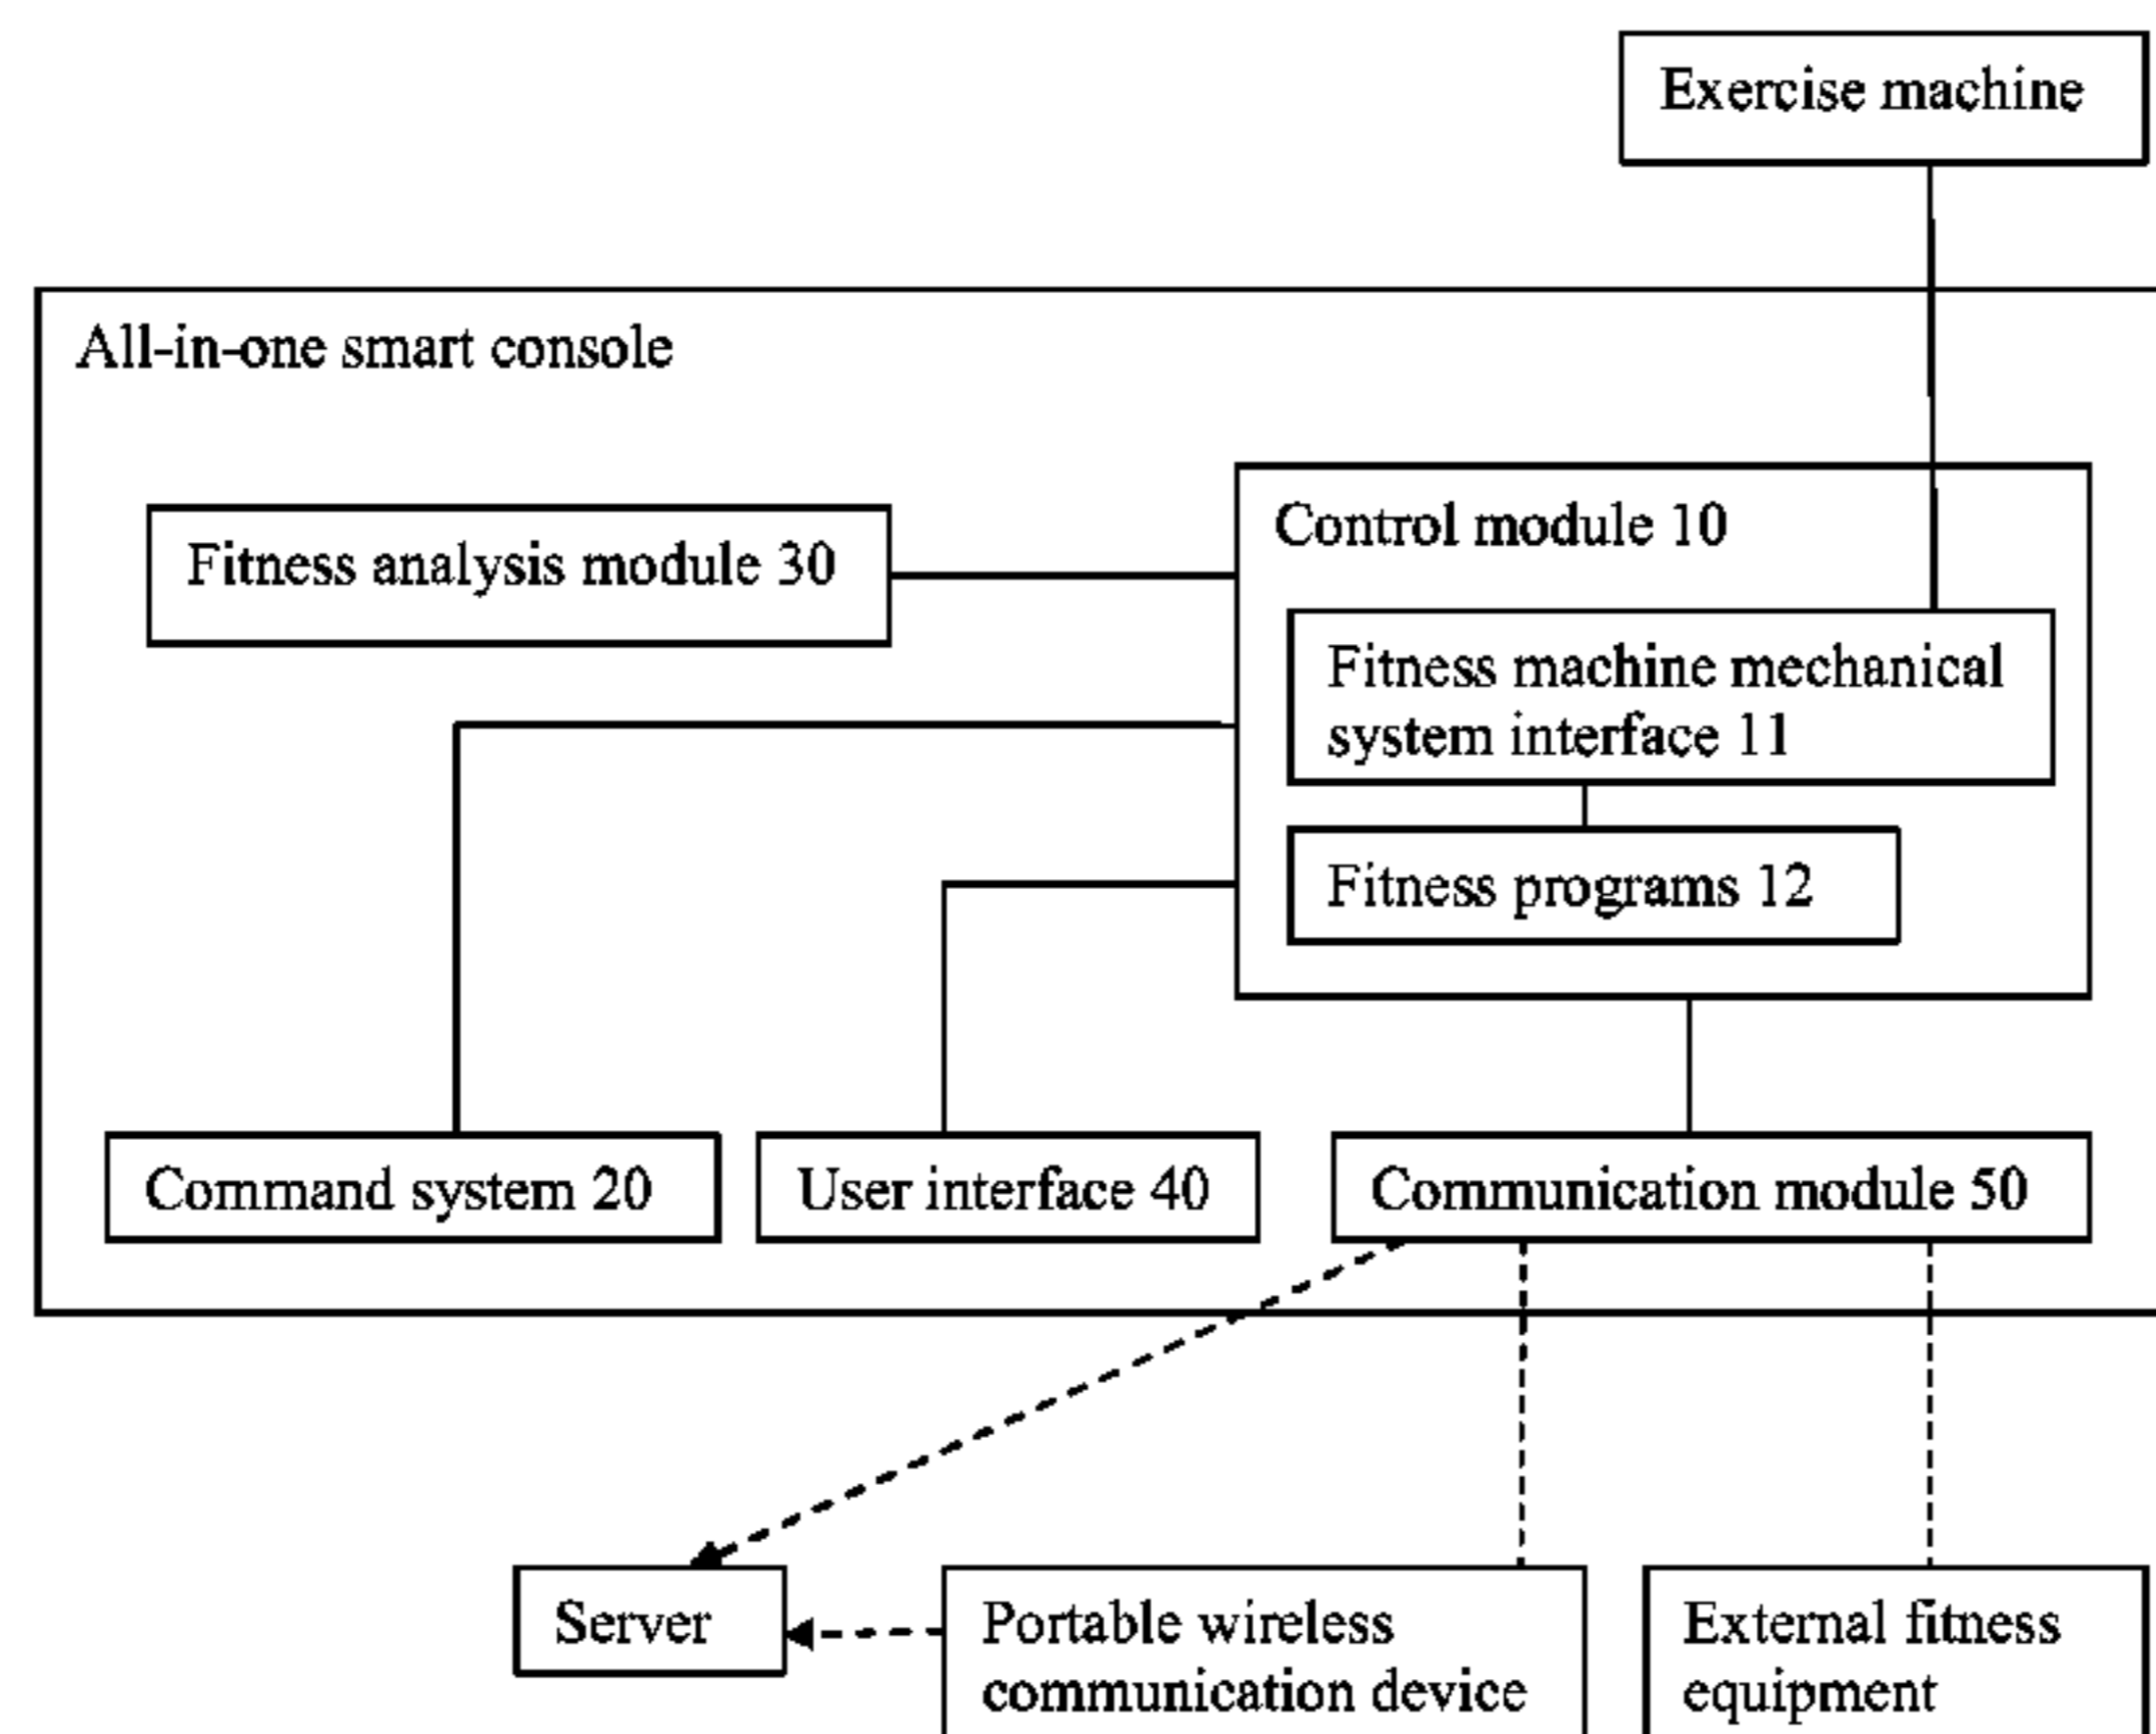 Exercise machine
All-in-one smart console
Control module 10
Fitness analysis module 30
Fitness machine mechanical
system interface 11
Fitness programs 12
Command system 20
User interface 40
Communication module 50
Server
Portable wireless
communication device
External fitness
equipment